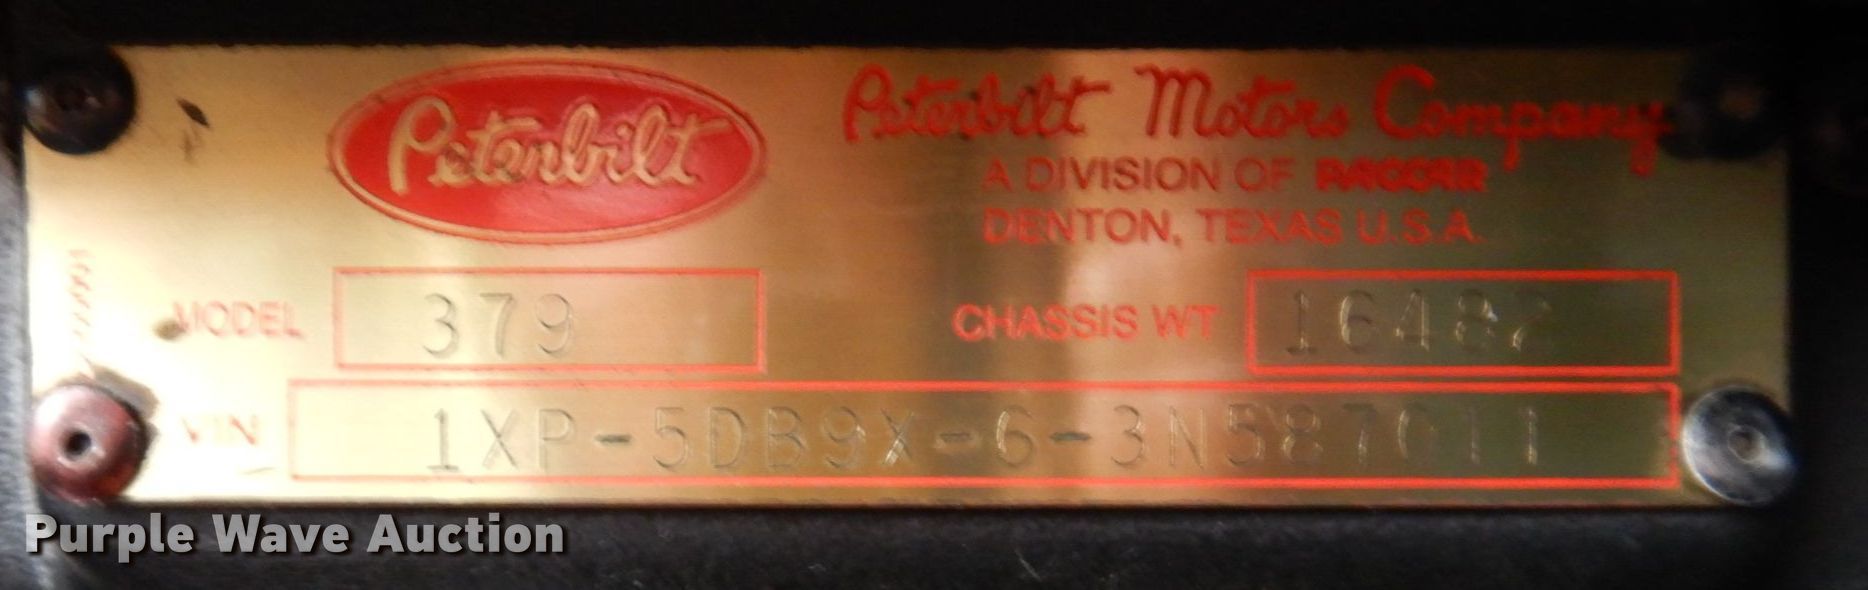 Peterbilt
Peterbilt Motors Company
A DIVISION OF PACCAR
DENTON, TEXAS U.S.A.
MODEL 379 CHASSIS WT 16482
VIN 1XP-5DB9X-6-3N587011
Purple Wave Auction